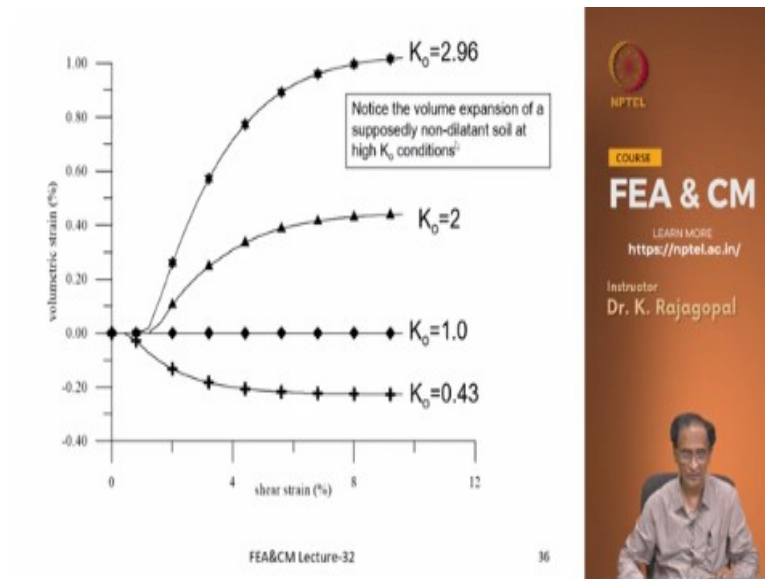 K₀=2.96
Notice the volume expansion of a
supposedly non-dilatant soil at
high K₀ conditions
K₀=2
K₀=1.0
K₀=0.43
volumetric strain (%)
1.00
0.80
0.60
0.40
0.20
0.00
-0.20
-0.40
0
4
8
12
shear strain (%)
FEA&CM Lecture-32
36
NPTEL
COURSE
FEA & CM
LEARN MORE
https://nptel.ac.in/
Instructor
Dr. K. Rajagopal